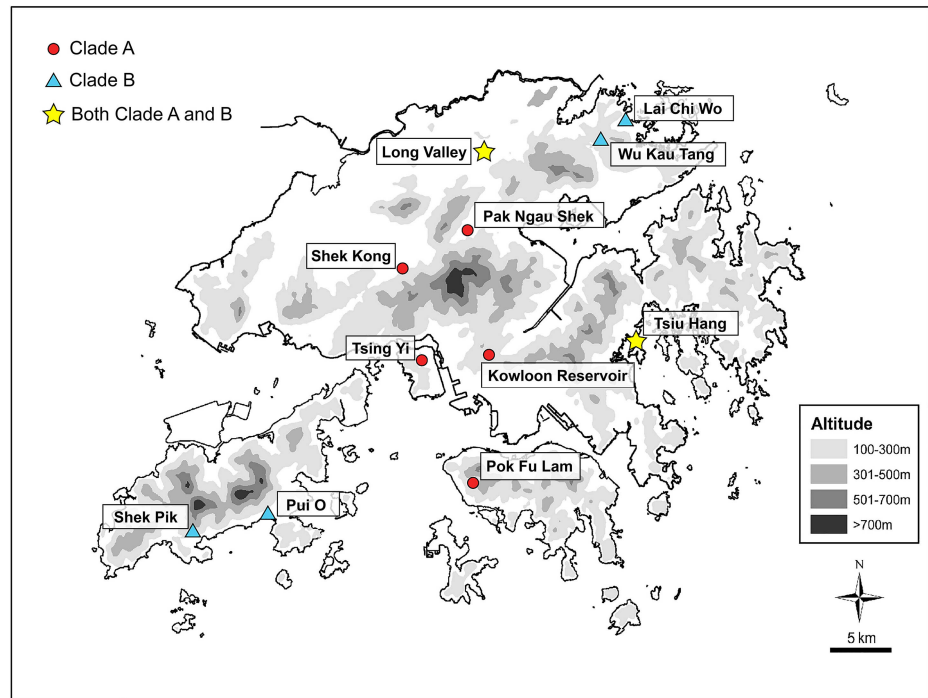 Clade A
Clade B
Both Clade A and B
Lai Chi Wo
Long Valley
Wu Kau Tang
Pak Ngau Shek
Shek Kong
Tsiu Hang
Tsing Yi
Kowloon Reservoir
Pok Fu Lam
Pui O
Shek Pik
Altitude
100-300m
301-500m
501-700m
>700m
N
5 km